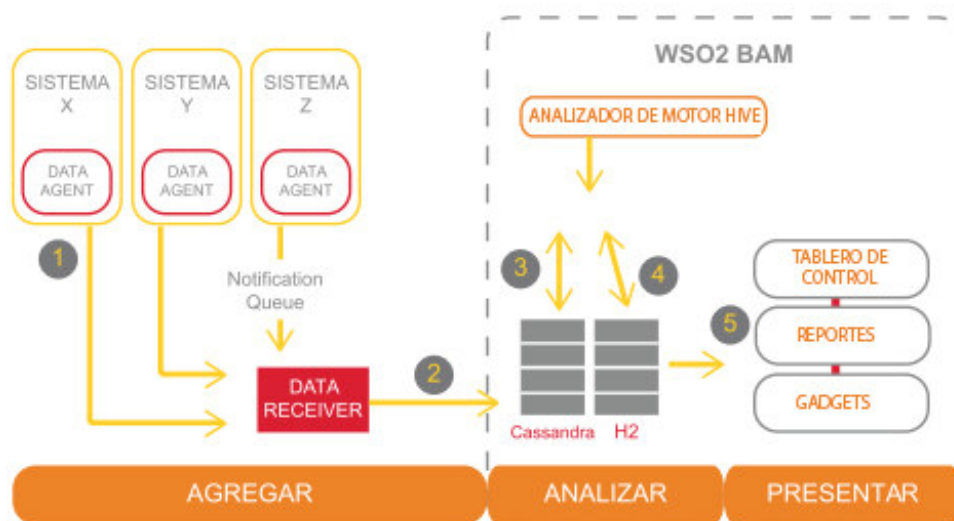 WSO2 BAM
SISTEMA
X
DATA
AGENT
SISTEMA
Y
DATA
AGENT
SISTEMA
Z
DATA
AGENT
ANALIZADOR DE MOTOR HIVE
1
Notification
Queue
DATA
RECEIVER
2
3
4
Cassandra
H2
5
TABLERO DE
CONTROL
REPORTES
GADGETS
AGREGAR
ANALIZAR
PRESENTAR